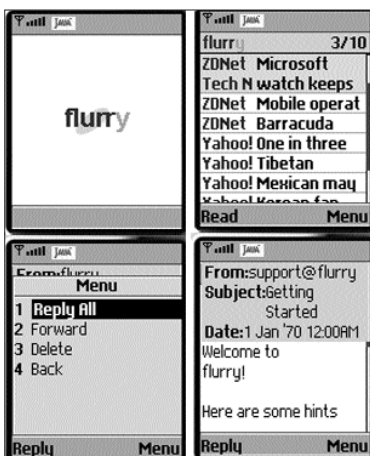 JAVA
flurry
JAVA
flurry 3/10
ZDNet Microsoft
Tech N watch keeps
ZDNet Mobile operat
ZDNet Barracuda
Yahoo! One in three
Yahoo! Tibetan
Yahoo! Mexican may
Yahoo! Korean fan
Read Menu
JAVA
From:flurry
Menu
1 Reply All
2 Forward
3 Delete
4 Back
Reply Menu
JAVA
From:support@flurry
Subject:Getting
Started
Date:1 Jan '70 12:00AM
Welcome to
flurry!
Here are some hints
Reply Menu